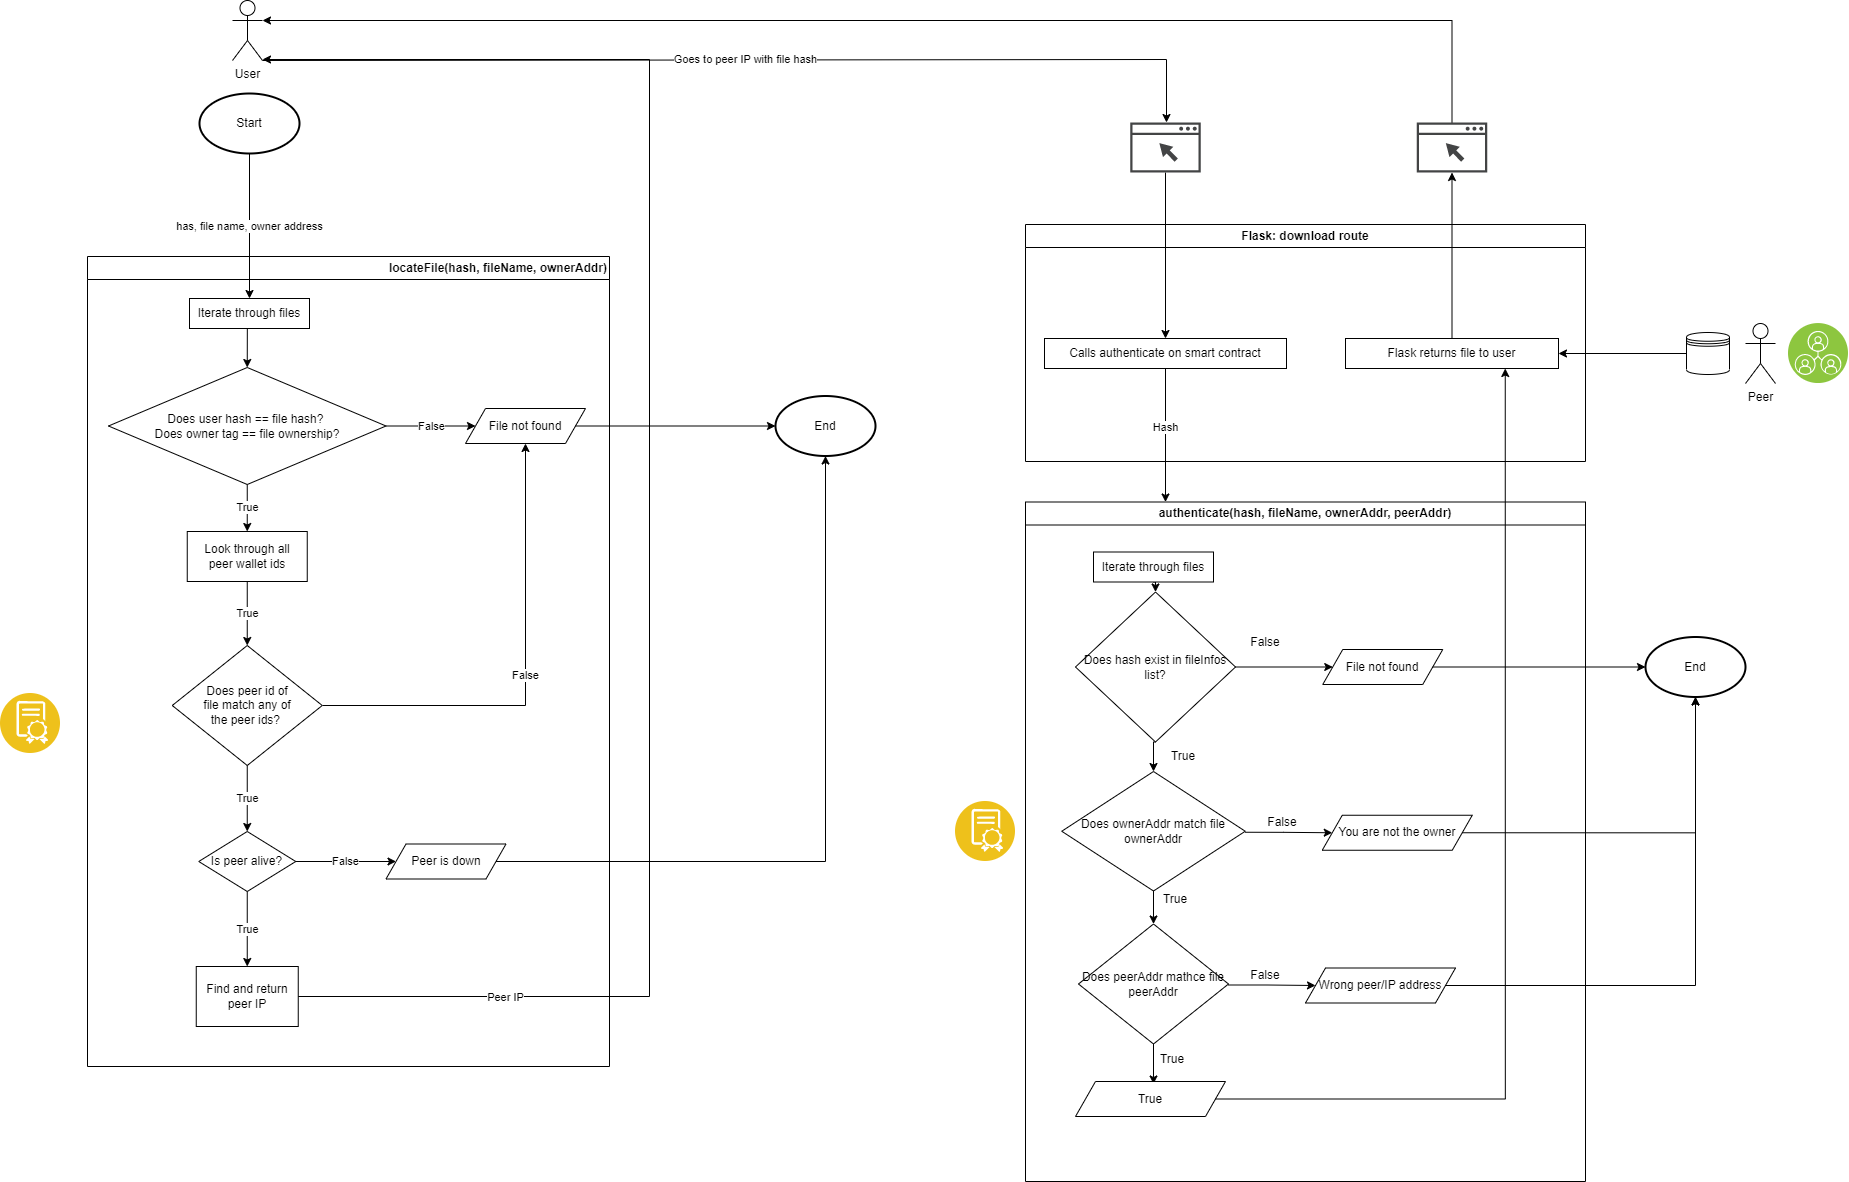 User
Goes to peer IP with file hash
Start
has, file name, owner address
locateFile(hash, fileName, ownerAddr)
Iterate through files
Does user hash == file hash?
Does owner tag == file ownership?
False
File not found
End
True
Look through all
peer wallet ids
True
Does peer id of
file match any of
the peer ids?
False
True
Is peer alive?
False
Peer is down
True
Find and return
peer IP
Peer IP
Flask: download route
Calls authenticate on smart contract
Flask returns file to user
Peer
Hash
authenticate(hash, fileName, ownerAddr, peerAddr)
Iterate through files
Does hash exist in fileInfos
list?
False
File not found
End
True
Does ownerAddr match file
ownerAddr
False
You are not the owner
True
Does peerAddr mathce file
peerAddr
False
Wrong peer/IP address
True
True